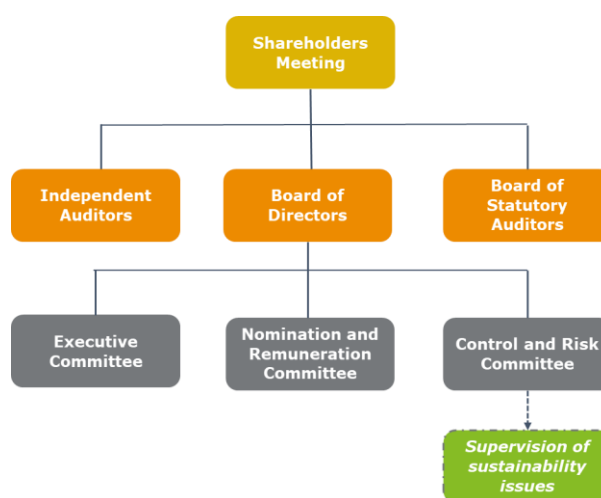 Shareholders
Meeting
Independent
Auditors
Board of
Directors
Board of
Statutory
Auditors
Executive
Committee
Nomination and
Remuneration
Committee
Control and Risk
Committee
Supervision of
sustainability
issues